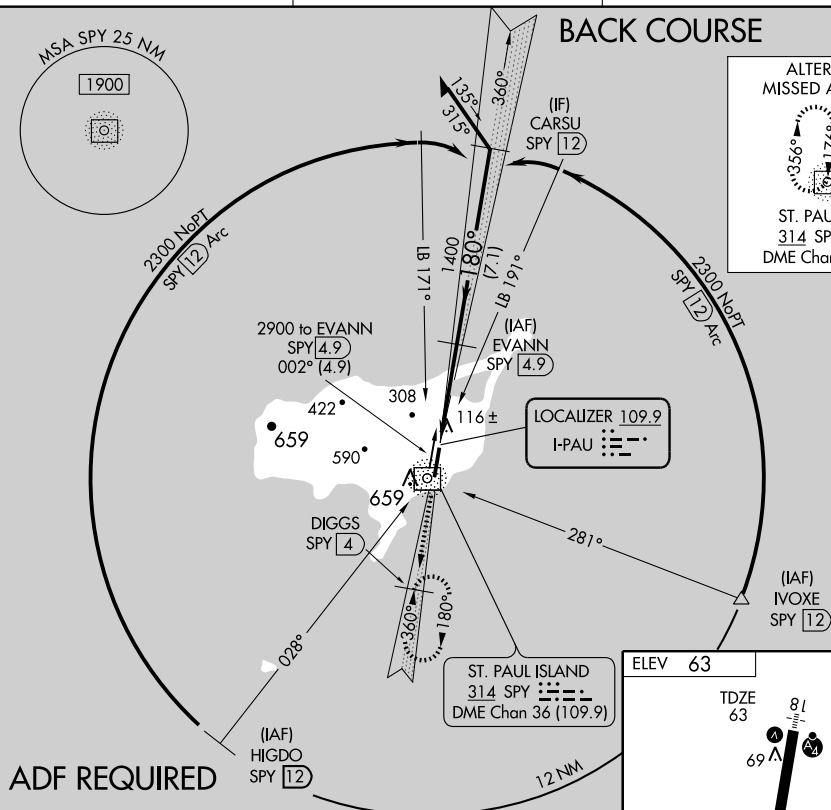 BACK COURSE
MSA SPY 25 NM
1900
ALTER
MISSED A
356°
176°
ST. PAU
314 SP
DME Chan
135°
315°
360°
(IF)
CARSU
SPY 12
2300 NoPT
SPY 12 Arc
LB 171°
1400
180°
(7.1)
LB 191°
2300 NoPT
SPY 12 Arc
2900 to EVANN
SPY 4.9
002° (4.9)
(IAF)
EVANN
SPY 4.9
308
422
116 ±
659
590
659
LOCALIZER 109.9
I-PAU
DIGGS
SPY 4
281°
(IAF)
IVOXE
SPY 12
028°
360°
180°
ST. PAUL ISLAND
314 SPY
DME Chan 36 (109.9)
(IAF)
HIGDO
SPY 12
ADF REQUIRED
12 NM
ELEV 63
TDZE
63
18
69
A4